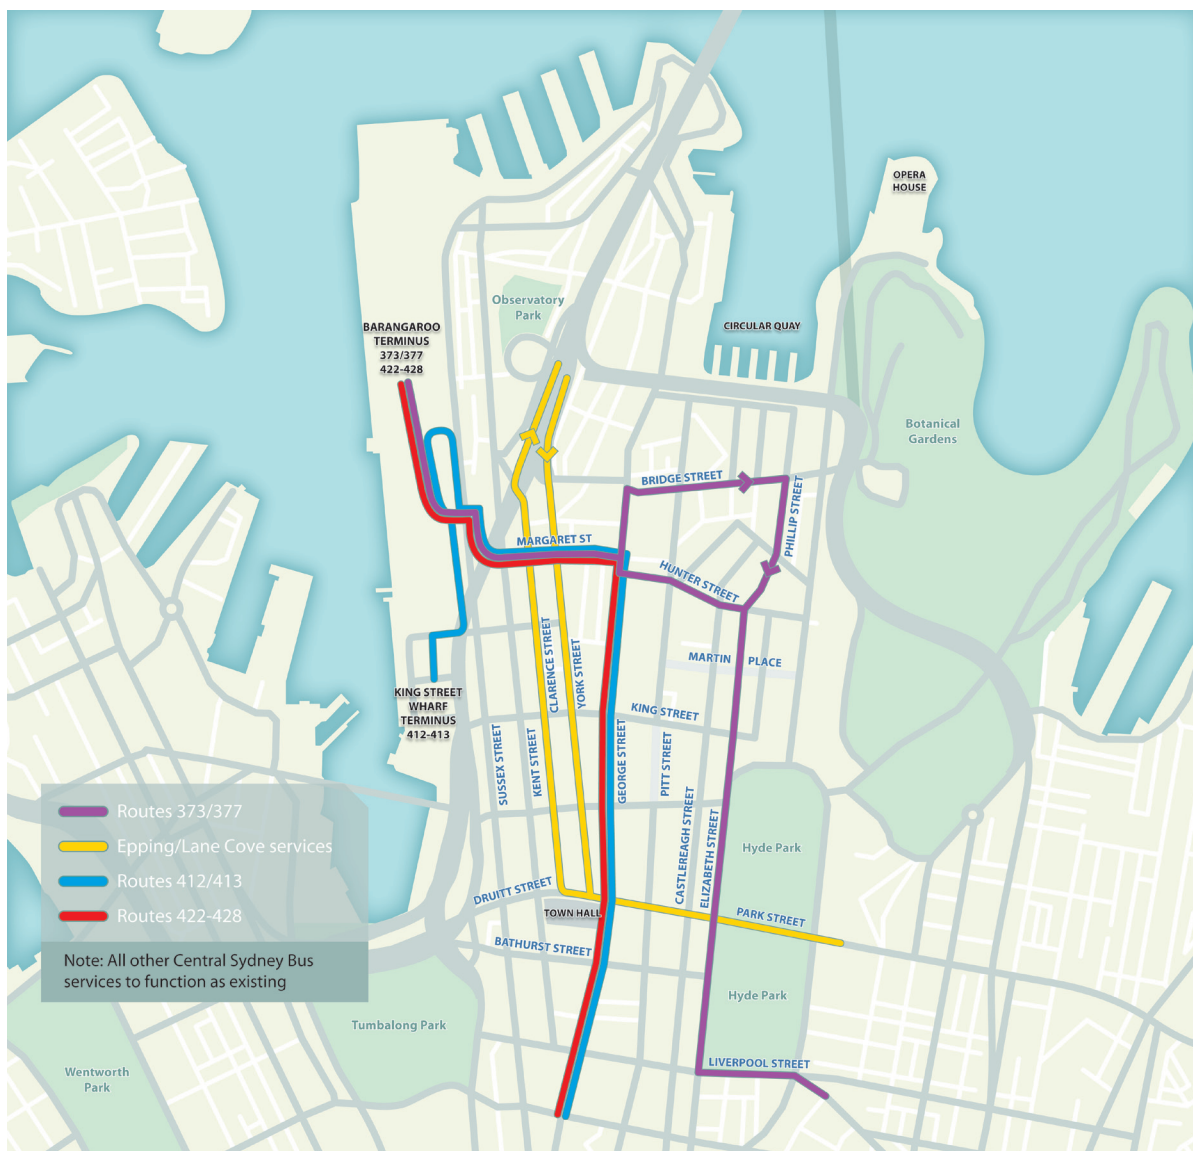 OPERA
HOUSE
Observatory
Park
BARANGAROO
TERMINUS
373/377
422-428
CIRCULAR QUAY
Botanical
Gardens
BRIDGE STREET
PHILLIP STREET
MARGARET ST
HUNTER STREET
MARTIN PLACE
CLARENCE STREET
YORK STREET
KING STREET
WHARF
TERMINUS
412-413
KING STREET
SUSSEX STREET
KENT STREET
GEORGE STREET
PITT STREET
CASTLEREAGH STREET
ELIZABETH STREET
Routes 373/377
Epping/Lane Cove services
Routes 412/413
Routes 422-428
Note: All other Central Sydney Bus
services to function as existing
Hyde Park
DRUITT STREET
TOWN HALL
PARK STREET
BATHURST STREET
Hyde Park
Tumbalong Park
LIVERPOOL STREET
Wentworth
Park